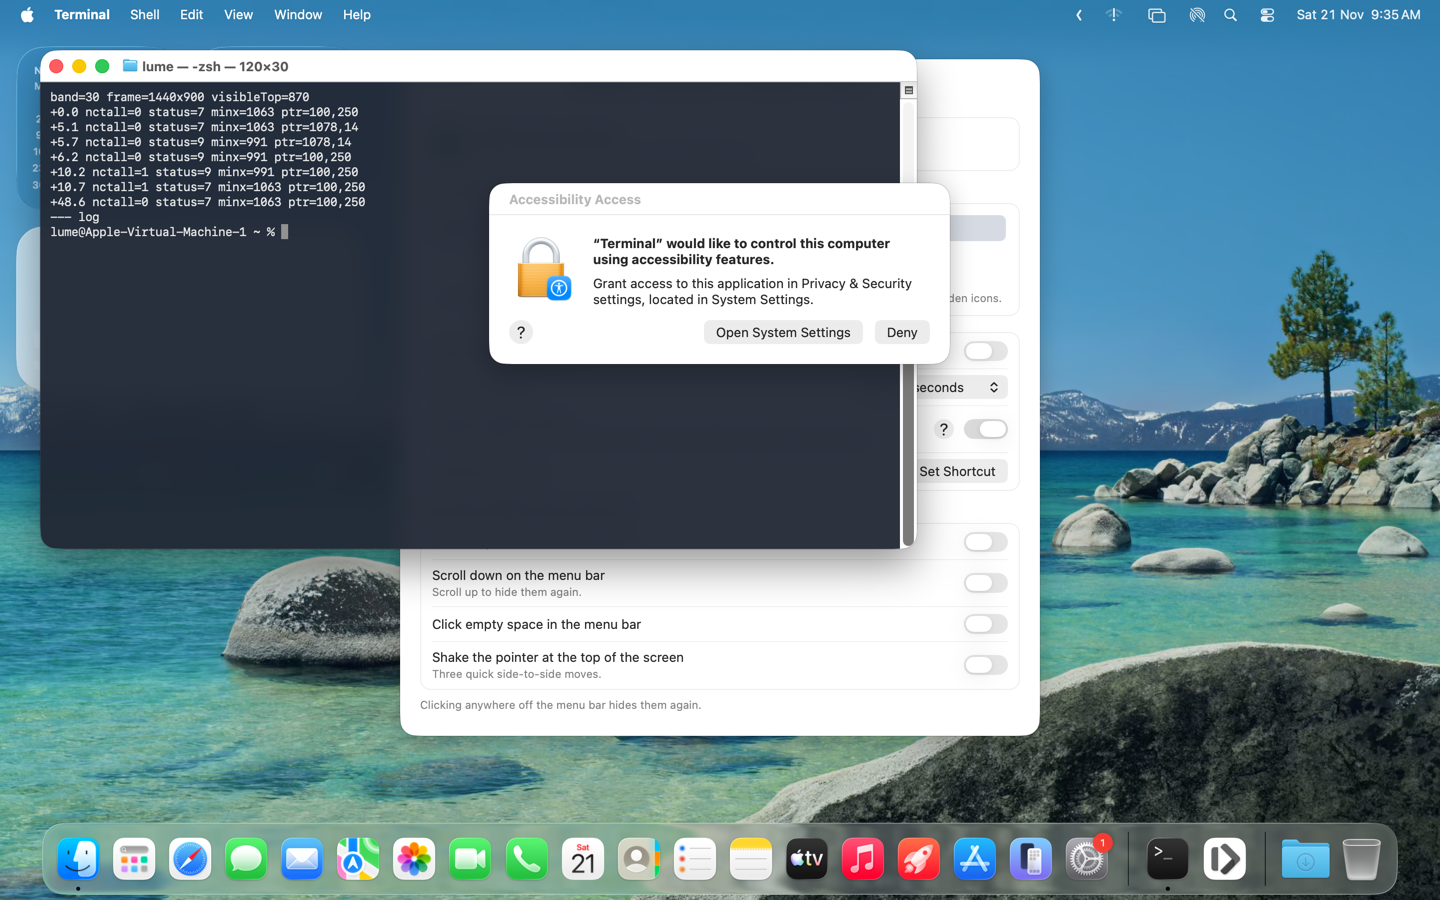 Terminal Shell Edit View Window Help
Sat 21 Nov 9:35 AM
lume — -zsh — 120×30
band=30 frame=1440x900 visibleTop=870
+0.0 nctall=0 status=7 minx=1063 ptr=100,250
+5.1 nctall=0 status=7 minx=1063 ptr=1078,14
+5.7 nctall=0 status=9 minx=991 ptr=1078,14
+6.2 nctall=0 status=9 minx=991 ptr=100,250
+10.2 nctall=1 status=9 minx=991 ptr=100,250
+10.7 nctall=1 status=7 minx=1063 ptr=100,250
+48.6 nctall=0 status=7 minx=1063 ptr=100,250
--- log
lume@Apple-Virtual-Machine-1 ~ %
Accessibility Access
“Terminal” would like to control this computer
using accessibility features.
Grant access to this application in Privacy & Security
settings, located in System Settings.
?
Open System Settings
Deny
den icons.
seconds
?
Set Shortcut
Scroll down on the menu bar
Scroll up to hide them again.
Click empty space in the menu bar
Shake the pointer at the top of the screen
Three quick side-to-side moves.
Clicking anywhere off the menu bar hides them again.
Sat
21
tv
1
>_